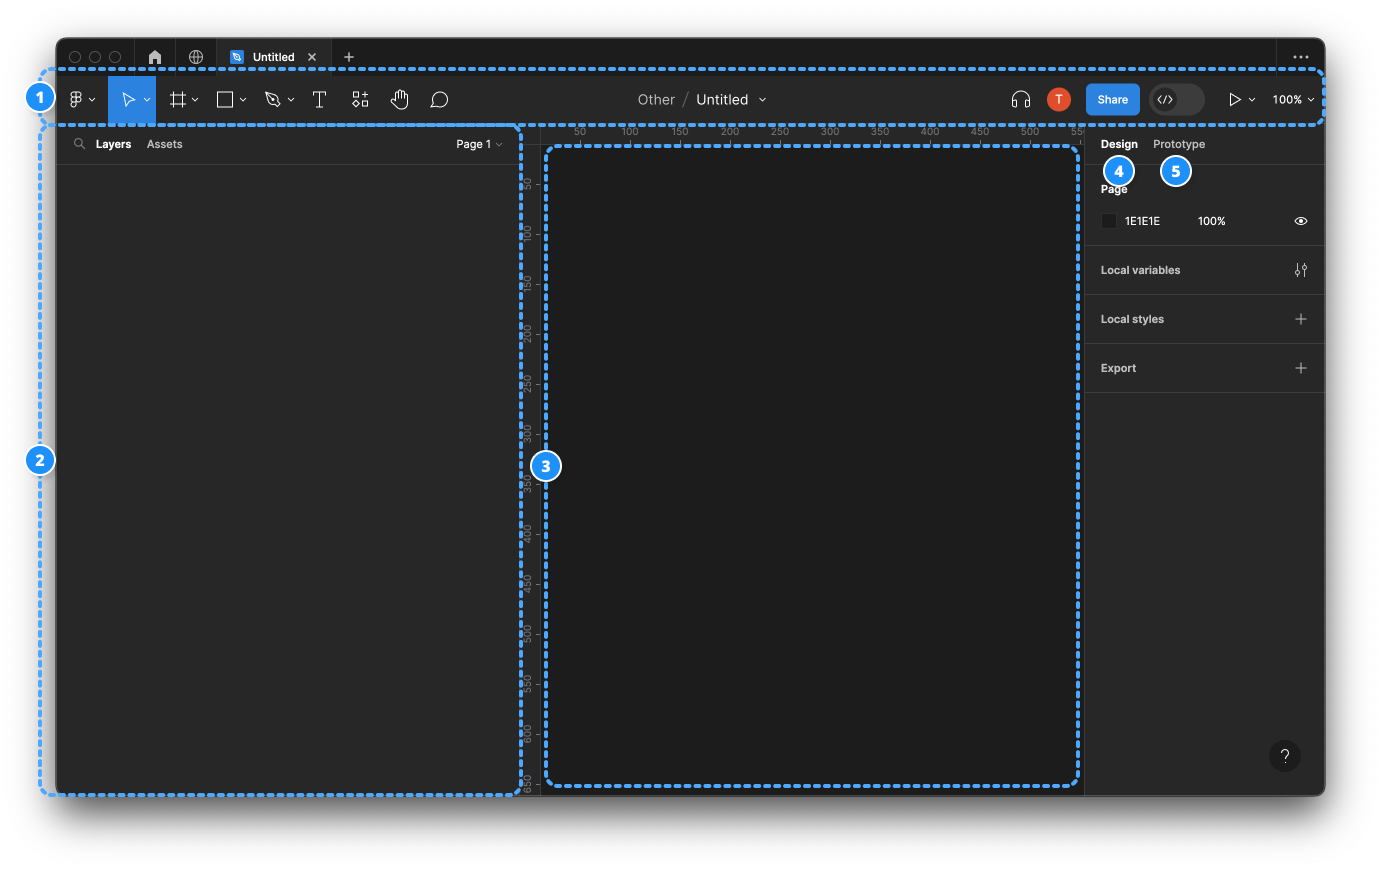 Untitled
1
Other / Untitled
T
Share
100%
Layers Assets Page 1
50 100 150 200 250 300 350 400 450 500 55
Design Prototype
4 5
Page
1E1E1E 100%
Local variables
Local styles
Export
2
3
50
100
150
200
250
300
350
400
450
500
550
600
650
?